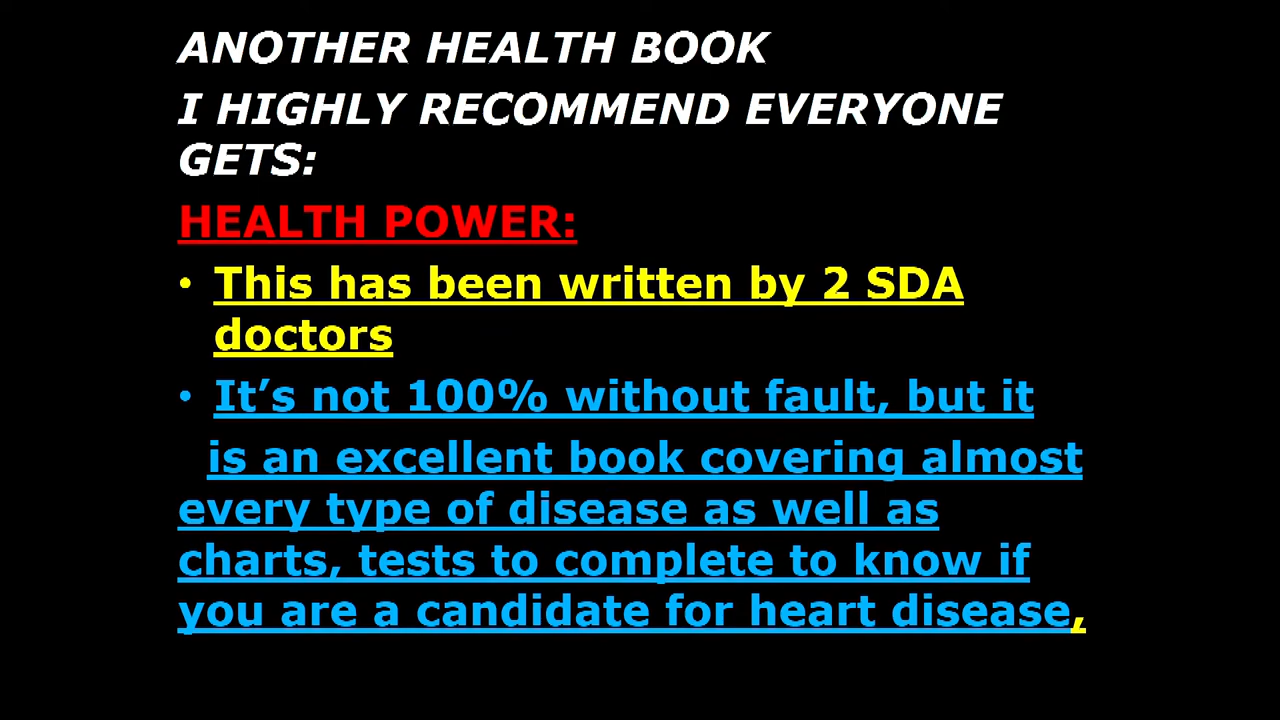 ANOTHER HEALTH BOOK
I HIGHLY RECOMMEND EVERYONE
GETS:
HEALTH POWER:
• This has been written by 2 SDA
doctors
• It’s not 100% without fault, but it
is an excellent book covering almost
every type of disease as well as
charts, tests to complete to know if
you are a candidate for heart disease,